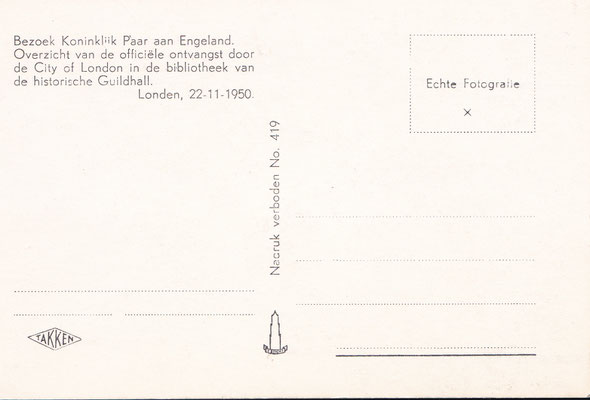 Bezoek Koninklijk Paar aan Engeland.
Overzicht van de officiële ontvangst door
de City of London in de bibliotheek van
de historische Guildhall.
Londen, 22-11-1950.
Echte Fotografie
×
Nadruk verboden No. 419
TAKKEN